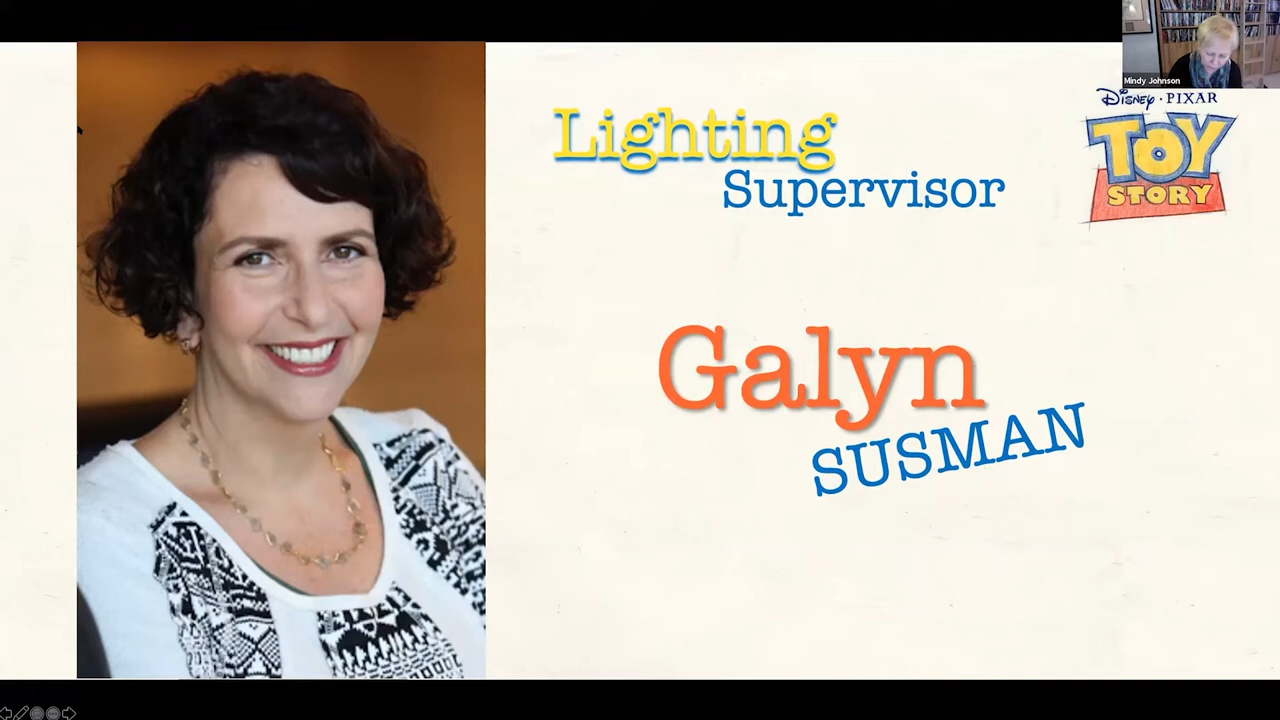 Mindy Johnson
Disney · PIXAR
TOY
STORY
Lighting
Supervisor
Galyn
SUSMAN